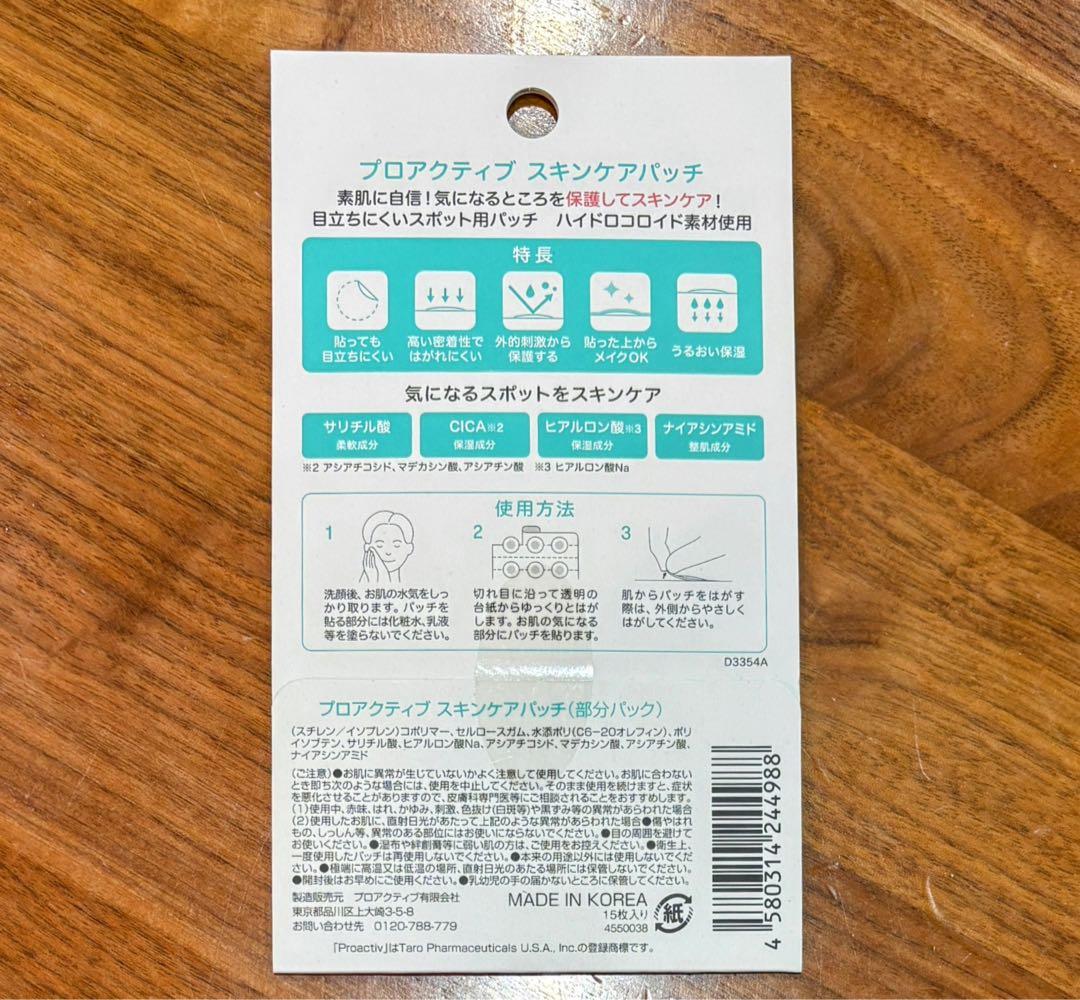 プロアクティブ スキンケアパッチ
素肌に自信！気になるところを保護してスキンケア！
目立ちにくいスポット用パッチ　ハイドロコロイド素材使用
特長
貼っても
目立ちにくい
高い密着性で
はがれにくい
外的刺激から
保護する
貼った上から
メイクOK
うるおい保湿
気になるスポットをスキンケア
サリチル酸
柔軟成分
CICA※2
保湿成分
ヒアルロン酸※3
保湿成分
ナイアシンアミド
整肌成分
※2 アシアチコシド、マデカシン酸、アシアチン酸　※3 ヒアルロン酸Na
使用方法
1
洗顔後、お肌の水気をしっ
かり取ります。パッチを
貼る部分には化粧水、乳液
等を塗らないでください。
2
切れ目に沿って透明の
台紙からゆっくりとはが
します。お肌の気になる
部分にパッチを貼ります。
3
肌からパッチをはがす
際は、外側からやさしく
はがしてください。
D3354A
プロアクティブ スキンケアパッチ（部分パック）
（スチレン／イソプレン）コポリマー、セルロースガム、水添ポリ（C6−20オレフィン）、ポリ
イソブテン、サリチル酸、ヒアルロン酸Na、アシアチコシド、マデカシン酸、アシアチン酸、
ナイアシンアミド
〈ご注意〉●お肌に異常が生じていないかよく注意して使用してください。お肌に合わない
とき即ち次のような場合には、使用を中止してください。そのまま使用を続けますと、症状
を悪化させることがありますので、皮膚科専門医等にご相談されることをおすすめします。
（1）使用中、赤味、はれ、かゆみ、刺激、色抜け（白斑等）や黒ずみ等の異常があらわれた場合
（2）使用したお肌に、直射日光があたって上記のような異常があらわれた場合●傷やはれ
もの、しっしん等、異常のある部位にはお使いにならないでください。●目の周囲を避けて
お使いください。●湿布や絆創膏等に弱い肌の方は、ご使用をお控えください。●衛生上、
一度使用したパッチは再使用しないでください。●本来の用途以外には使用しないでくだ
さい。●極端に高温又は低温の場所、直射日光のあたる場所には保管しないでください。
●開封後はお早めにご使用ください。●乳幼児の手の届かないところに保管してください。
製造販売元　プロアクティブ有限会社
東京都品川区上大崎3-5-8
お問い合わせ先　0120-788-779
MADE IN KOREA
15枚入り
4550038
紙
「Proactiv」はTaro Pharmaceuticals U.S.A., Inc.の登録商標です。
4 580314 244988